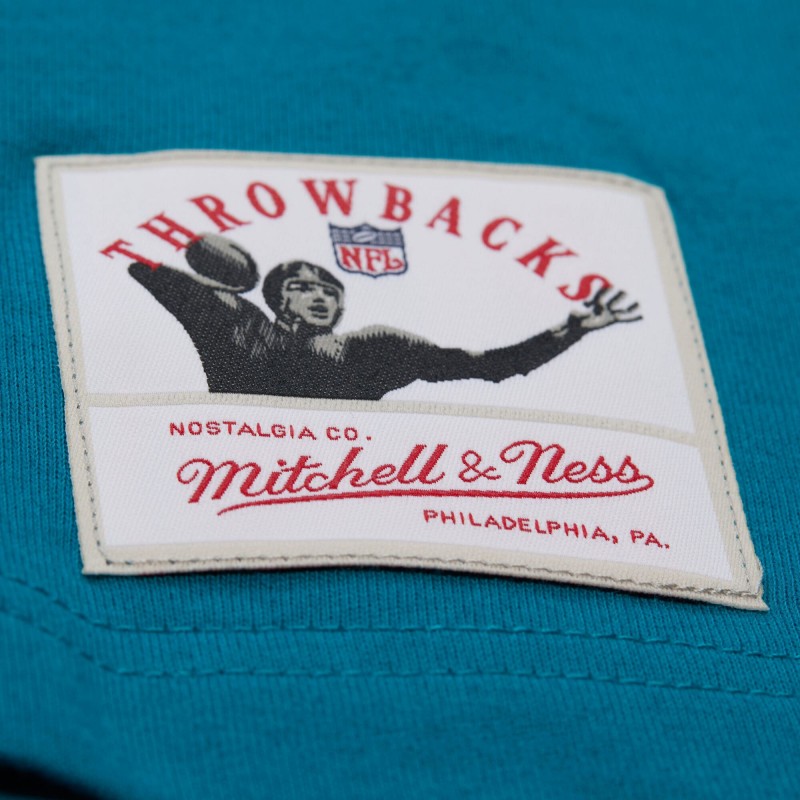 THROWBACKS
NFL
NOSTALGIA CO.
Mitchell & Ness
PHILADELPHIA, PA.